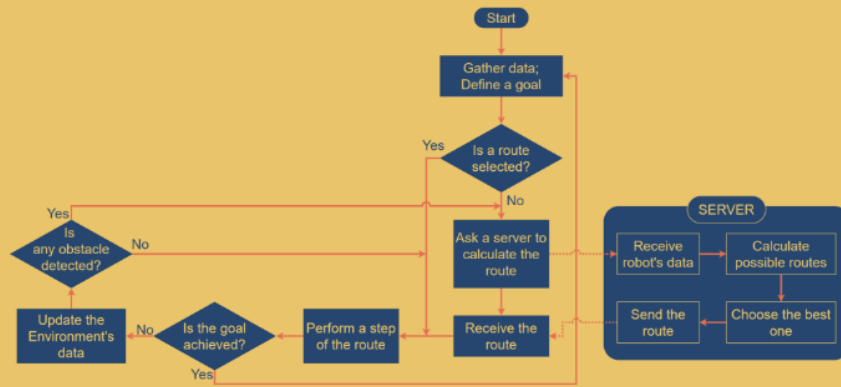 Start
Gather data;
Define a goal
Yes
Is a route
selected?
No
Yes
Is
any obstacle
detected?
No
Ask a server to
calculate the
route
SERVER
Receive
robot's data
Calculate
possible routes
Update the
Environment's
data
No
Is the goal
achieved?
Yes
Perform a step
of the route
Receive the
route
Send the
route
Choose the best
one